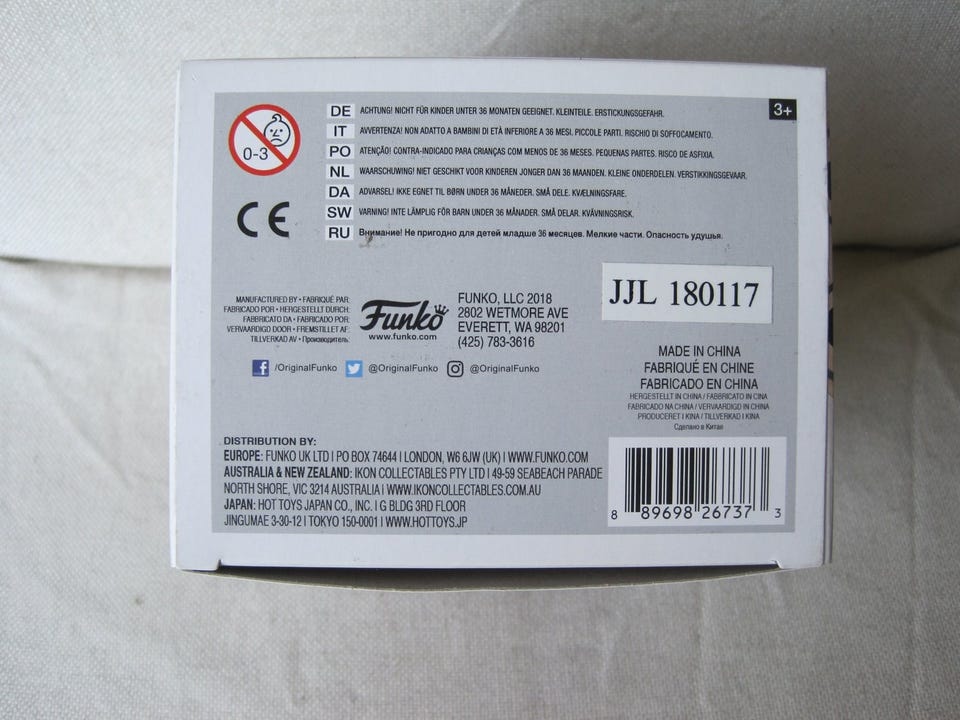 3+
0-3
DE ACHTUNG! NICHT FÜR KINDER UNTER 36 MONATEN GEEIGNET. KLEINTEILE. ERSTICKUNGSGEFAHR.
IT AVVERTENZA! NON ADATTO A BAMBINI DI ETÀ INFERIORE A 36 MESI. PICCOLE PARTI. RISCHIO DI SOFFOCAMENTO.
PO ATENÇÃO! CONTRA-INDICADO PARA CRIANÇAS COM MENOS DE 36 MESES. PEQUENAS PARTES. RISCO DE ASFIXIA.
NL WAARSCHUWING! NIET GESCHIKT VOOR KINDEREN JONGER DAN 36 MAANDEN. KLEINE ONDERDELEN. VERSTIKKINGSGEVAAR.
DA ADVARSEL! IKKE EGNET TIL BØRN UNDER 36 MÅNEDER. SMÅ DELE. KVÆLNINGSFARE.
SW VARNING! INTE LÄMPLIG FÖR BARN UNDER 36 MÅNADER. SMÅ DELAR. KVÄVNINGSRISK.
RU Внимание! Не пригодно для детей младше 36 месяцев. Мелкие части. Опасность удушья.
CE
MANUFACTURED BY • FABRIQUÉ PAR:
FABRICADO POR • HERGESTELLT DURCH:
FABBRICATO DA • FABRICADO POR:
VERVAARDIGD DOOR • FREMSTILLET AF:
TILLVERKAD AV • Производитель:
Funko
www.funko.com
FUNKO, LLC 2018
2802 WETMORE AVE
EVERETT, WA 98201
(425) 783-3616
JJL 180117
/OriginalFunko @OriginalFunko @OriginalFunko
MADE IN CHINA
FABRIQUÉ EN CHINE
FABRICADO EN CHINA
HERGESTELLT IN CHINA / FABBRICATO IN CINA
FABRICADO NA CHINA / VERVAARDIGD IN CHINA
PRODUCERET I KINA / TILLVERKAD I KINA
Сделано в Китае
DISTRIBUTION BY:
EUROPE: FUNKO UK LTD | PO BOX 74644 | LONDON, W6 6JW (UK) | WWW.FUNKO.COM
AUSTRALIA & NEW ZEALAND: IKON COLLECTABLES PTY LTD | 49-59 SEABEACH PARADE
NORTH SHORE, VIC 3214 AUSTRALIA | WWW.IKONCOLLECTABLES.COM.AU
JAPAN: HOT TOYS JAPAN CO., INC. | G BLDG 3RD FLOOR
JINGUMAE 3-30-12 | TOKYO 150-0001 | WWW.HOTTOYS.JP
8 89698 26737 3